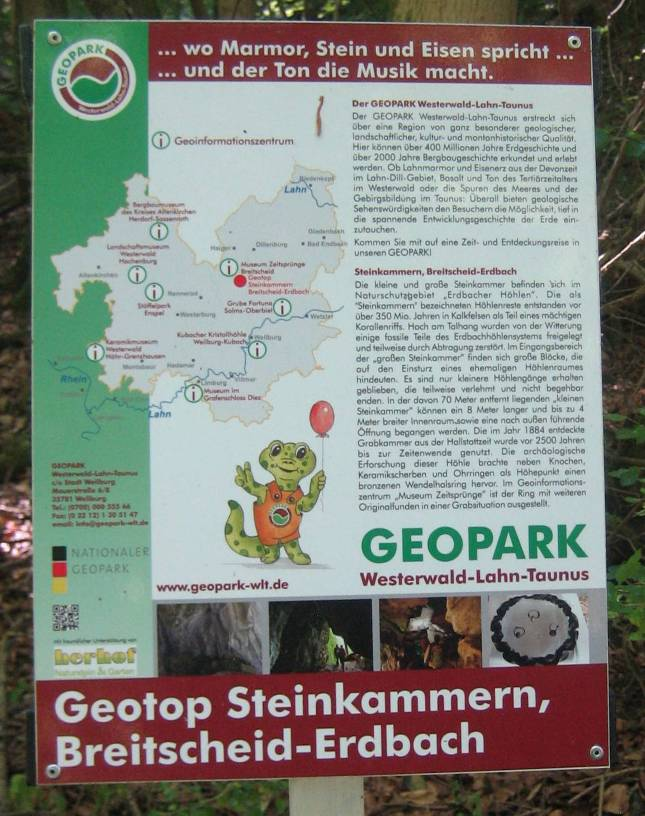 GEOPARK
Westerwald-Lahn-Taunus
... wo Marmor, Stein und Eisen spricht ...
... und der Ton die Musik macht.
Geoinformationszentrum
Biedenkopf
Lahn
Bergbaumuseum
des Kreises Altenkirchen
Herdorf-Sassenroth
Gladenbach
Bad Endbach
Haiger
Dillenburg
Landschaftsmuseum
Westerwald
Hachenburg
Altenkirchen
Museum Zeitsprünge
Breitscheid
Geotop
Steinkammern
Breitscheid-Erdbach
Rennerod
Stöffelpark
Enspel
Westerburg
Grube Fortuna
Solms-Oberbiel
Wetzlar
Kubacher Kristallhöhle
Weilburg-Kubach
Weilburg
Keramikmuseum
Westerwald
Höhr-Grenzhausen
Montabaur
Hadamar
Limburg
Villmar
Museum im
Grafenschloss Diez
Rhein
Lahn
Der GEOPARK Westerwald-Lahn-Taunus
Der GEOPARK Westerwald-Lahn-Taunus erstreckt sich
über eine Region von ganz besonderer geologischer,
landschaftlicher, kultur- und montanhistorischer Qualität.
Hier können über 400 Millionen Jahre Erdgeschichte und
über 2000 Jahre Bergbaugeschichte erkundet und erlebt
werden. Ob Lahnmarmor und Eisenerz aus der Devonzeit
im Lahn-Dill-Gebiet, Basalt und Ton des Tertiärzeitalters
im Westerwald oder die Spuren des Meeres und der
Gebirgsbildung im Taunus: Überall bieten geologische
Sehenswürdigkeiten den Besuchern die Möglichkeit, tief in
die spannende Entwicklungsgeschichte der Erde ein-
zutauchen.
Kommen Sie mit auf eine Zeit- und Entdeckungsreise in
unseren GEOPARK!
Steinkammern, Breitscheid-Erdbach
Die kleine und große Steinkammer befinden sich im
Naturschutzgebiet „Erdbacher Höhlen". Die als
"Steinkammern" bezeichneten Höhlenreste entstanden vor
über 350 Mio. Jahren in Kalkfelsen als Teil eines mächtigen
Korallenriffs. Hoch am Talhang wurden von der Witterung
einige fossile Teile des Erdbachhöhlensystems freigelegt
und teilweise durch Abtragung zerstört. Im Eingangsbereich
der „großen Steinkammer" finden sich große Blöcke, die
auf den Einsturz eines ehemaligen Höhlenraumes
hindeuten. Es sind nur kleinere Höhlengänge erhalten
geblieben, die teilweise verlehmt und nicht begehbar
enden. In der davon 70 Meter entfernt liegenden „kleinen
Steinkammer" können ein 8 Meter langer und bis zu 4
Meter breiter Innenraum sowie eine nach außen führende
Öffnung begangen werden. Die im Jahr 1884 entdeckte
Grabkammer aus der Hallstattzeit wurde vor 2500 Jahren
bis zur Zeitenwende genutzt. Die archäologische
Erforschung dieser Höhle brachte neben Knochen,
Keramikscherben und Ohrringen als Höhepunkt einen
bronzenen Wendelhalsring hervor. Im Geoinformations-
zentrum „Museum Zeitsprünge" ist der Ring mit weiteren
Originalfunden in einer Grabsituation ausgestellt.
GEOPARK
Westerwald-Lahn-Taunus
c/o Stadt Weilburg
Mauerstraße 6/8
35781 Weilburg
Tel.: (0700) 000 555 66
Fax: (0 22 12) 1 30 51 47
email: info@geopark-wlt.de
NATIONALER
GEOPARK
www.geopark-wlt.de
GEOPARK
Westerwald-Lahn-Taunus
mit freundlicher Unterstützung von
herhof
Naturidylle & Garten
Geotop Steinkammern,
Breitscheid-Erdbach